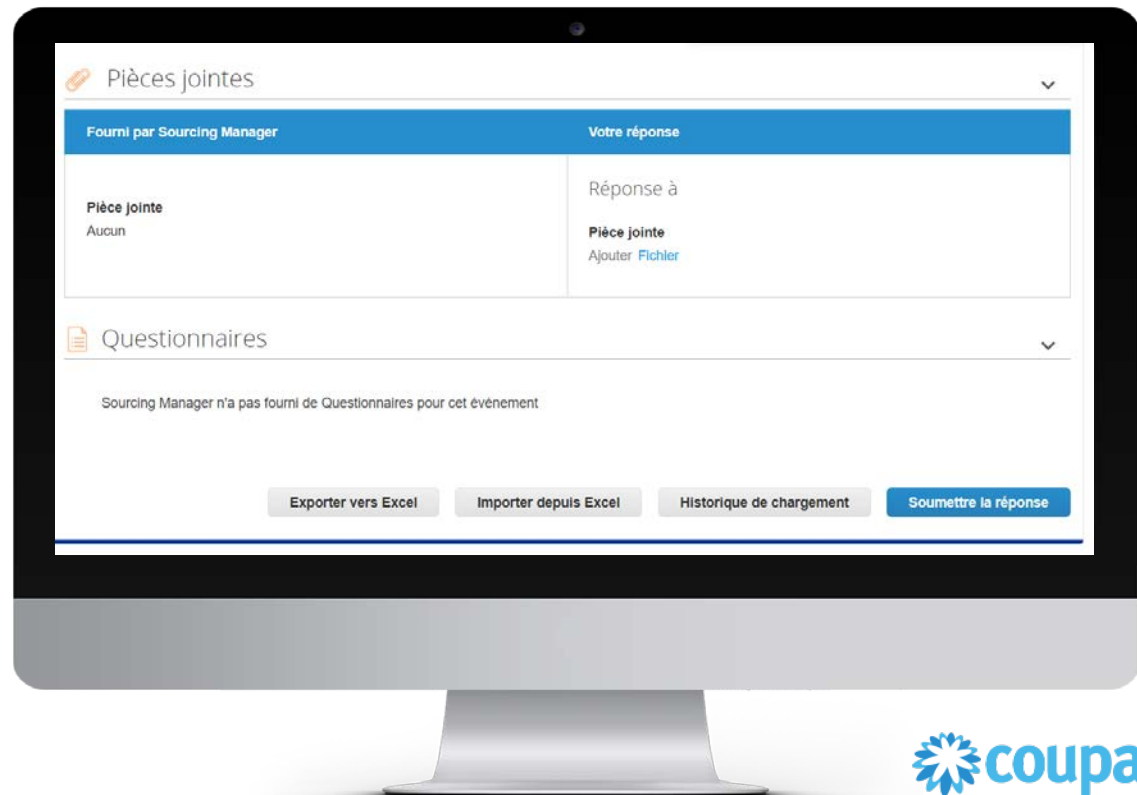 Pièces jointes
Fourni par Sourcing Manager
Votre réponse
Pièce jointe
Aucun
Réponse à
Pièce jointe
Ajouter Fichier
Questionnaires
Sourcing Manager n'a pas fourni de Questionnaires pour cet événement
Exporter vers Excel
Importer depuis Excel
Historique de chargement
Soumettre la réponse
coupa